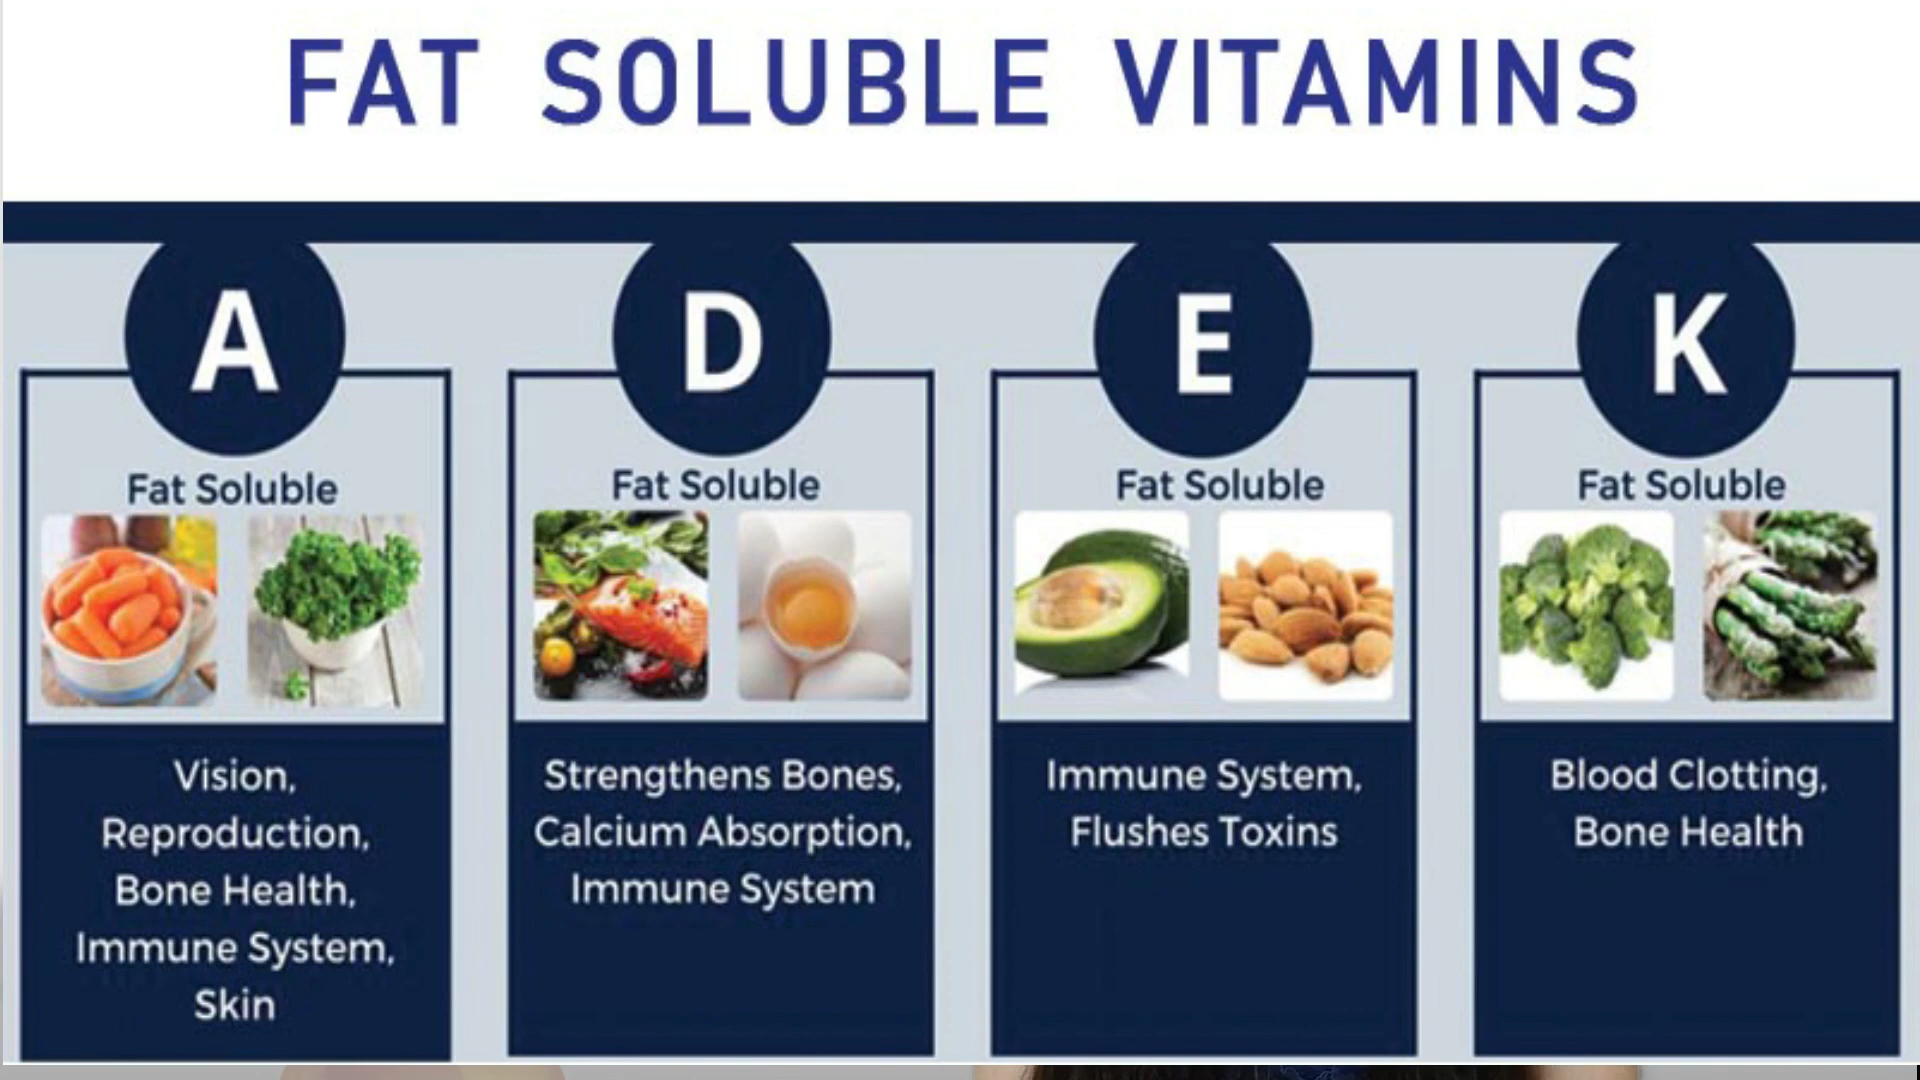 FAT SOLUBLE VITAMINS
A
Fat Soluble
Vision,
Reproduction,
Bone Health,
Immune System,
Skin
D
Fat Soluble
Strengthens Bones,
Calcium Absorption,
Immune System
E
Fat Soluble
Immune System,
Flushes Toxins
K
Fat Soluble
Blood Clotting,
Bone Health